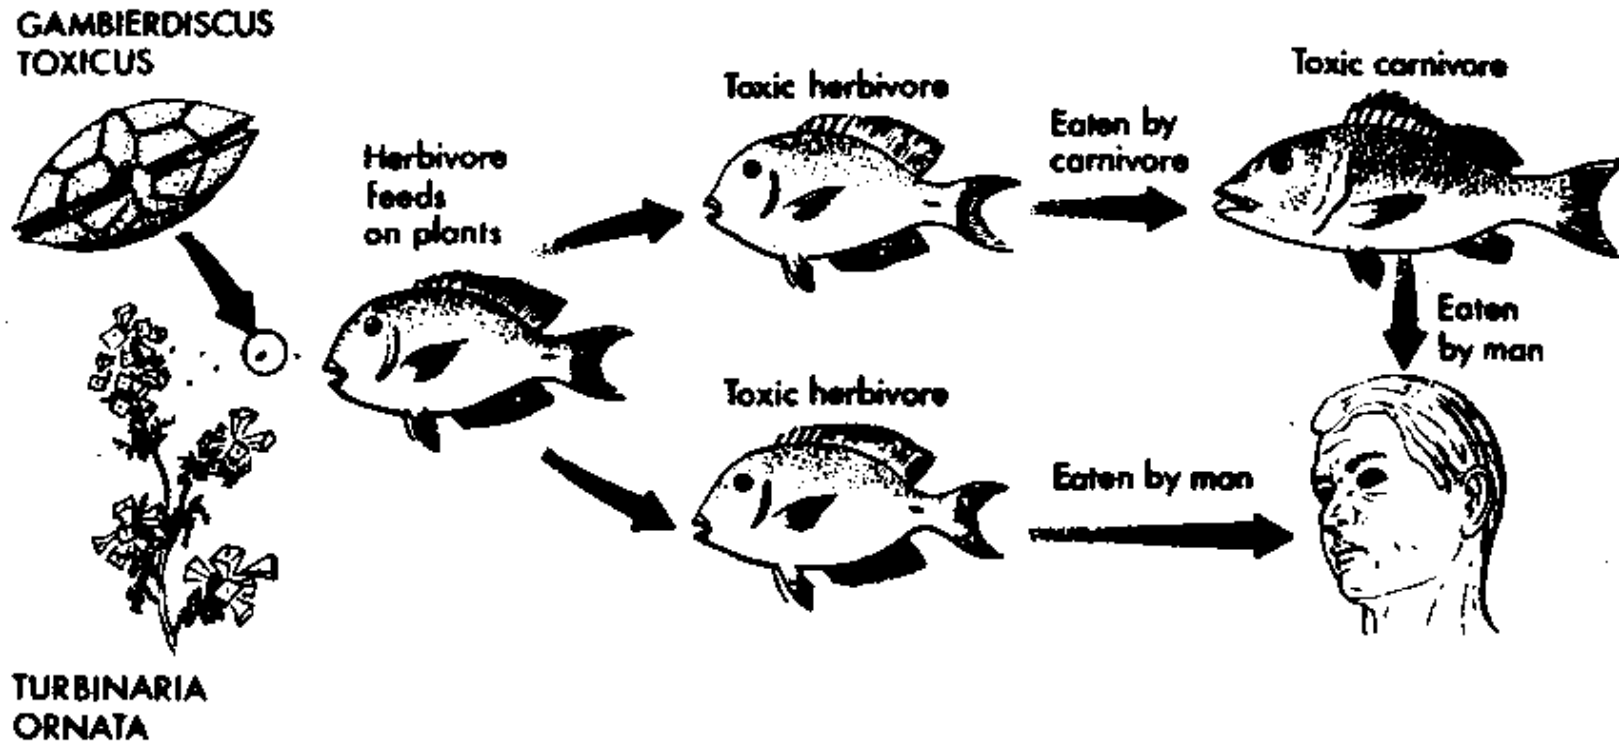 GAMBIERDISCUS
TOXICUS
Herbivore
feeds
on plants
Toxic herbivore
Eaten by
carnivore
Toxic carnivore
Eaten
by man
Toxic herbivore
Eaten by man
TURBINARIA
ORNATA